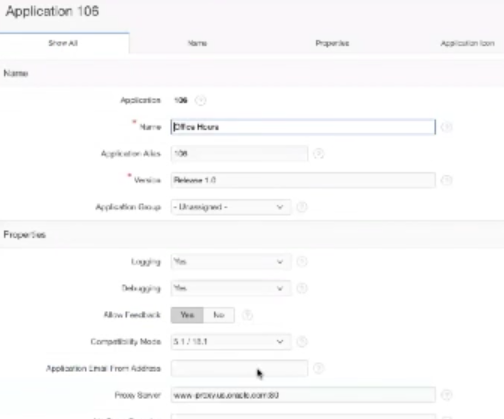 Application 106
Show All Name Properties Application Icon
Name
Application 106
* Name Office Hours
Application Alias 106
* Version Release 1.0
Application Group - Unassigned -
Properties
Logging Yes
Debugging Yes
Allow Feedback Yes No
Compatibility Mode 5.1 / 18.1
Application Email From Address
Proxy Server www-proxy.us.oracle.com:80